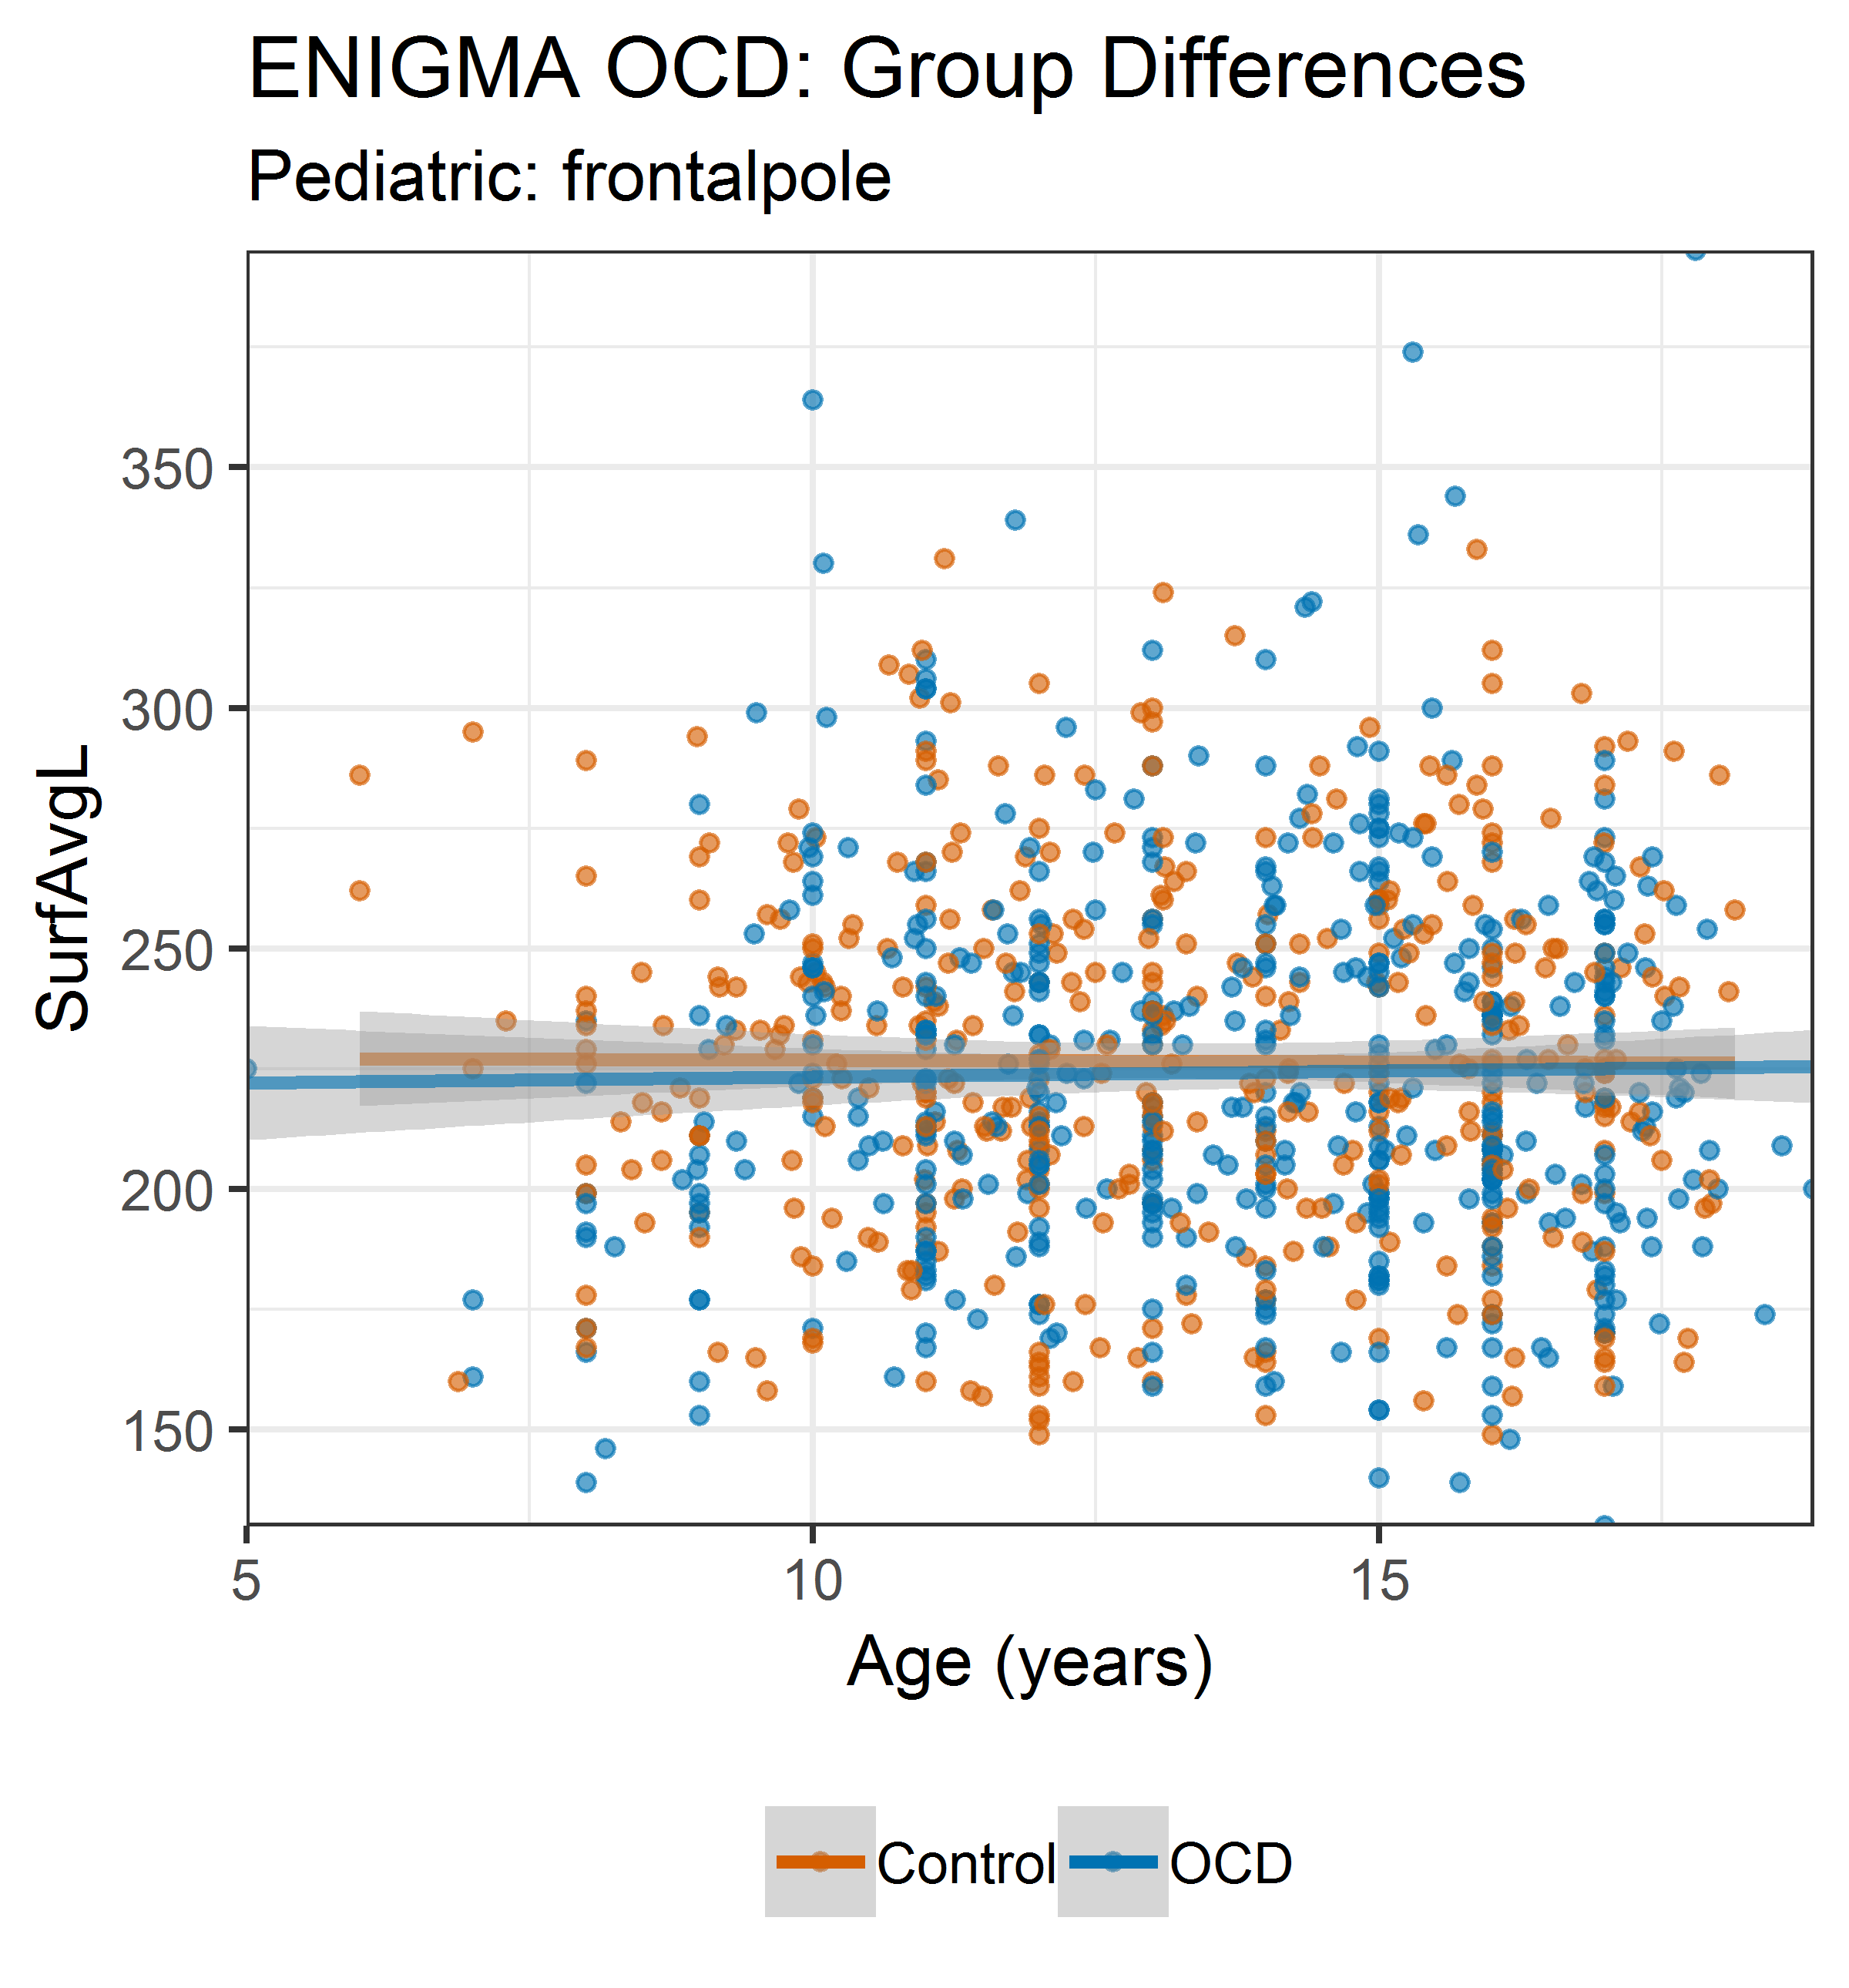 ENIGMA OCD: Group Differences
Pediatric: frontalpole
SurfAvgL
350
300
250
200
150
5 10 15
Age (years)
Control OCD